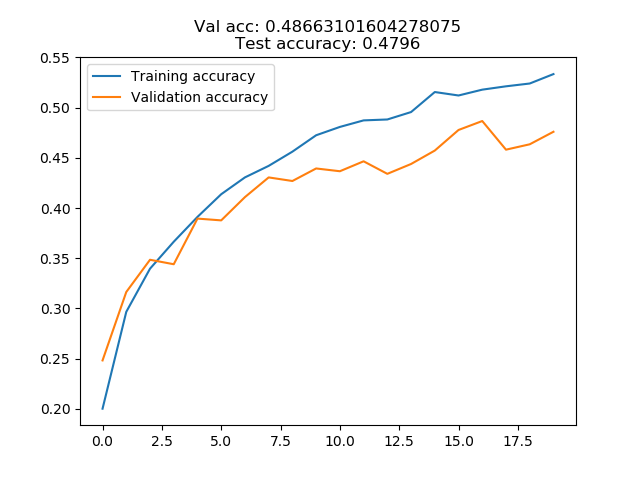 Val acc: 0.48663101604278075
Test accuracy: 0.4796
Training accuracy
Validation accuracy
0.55
0.50
0.45
0.40
0.35
0.30
0.25
0.20
0.0 2.5 5.0 7.5 10.0 12.5 15.0 17.5